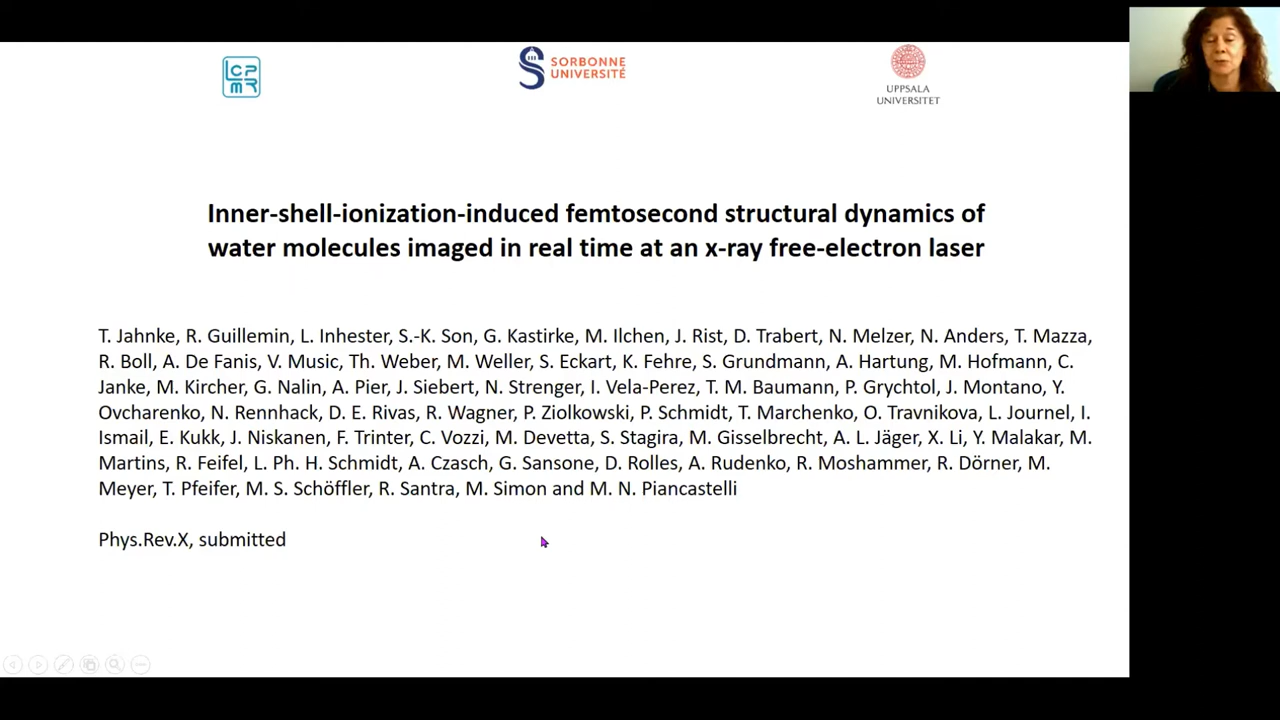 LCPMR
SORBONNE
UNIVERSITÉ
UPPSALA
UNIVERSITET
Inner-shell-ionization-induced femtosecond structural dynamics of
water molecules imaged in real time at an x-ray free-electron laser
T. Jahnke, R. Guillemin, L. Inhester, S.-K. Son, G. Kastirke, M. Ilchen, J. Rist, D. Trabert, N. Melzer, N. Anders, T. Mazza,
R. Boll, A. De Fanis, V. Music, Th. Weber, M. Weller, S. Eckart, K. Fehre, S. Grundmann, A. Hartung, M. Hofmann, C.
Janke, M. Kircher, G. Nalin, A. Pier, J. Siebert, N. Strenger, I. Vela-Perez, T. M. Baumann, P. Grychtol, J. Montano, Y.
Ovcharenko, N. Rennhack, D. E. Rivas, R. Wagner, P. Ziolkowski, P. Schmidt, T. Marchenko, O. Travnikova, L. Journel, I.
Ismail, E. Kukk, J. Niskanen, F. Trinter, C. Vozzi, M. Devetta, S. Stagira, M. Gisselbrecht, A. L. Jäger, X. Li, Y. Malakar, M.
Martins, R. Feifel, L. Ph. H. Schmidt, A. Czasch, G. Sansone, D. Rolles, A. Rudenko, R. Moshammer, R. Dörner, M.
Meyer, T. Pfeifer, M. S. Schöffler, R. Santra, M. Simon and M. N. Piancastelli
Phys.Rev.X, submitted